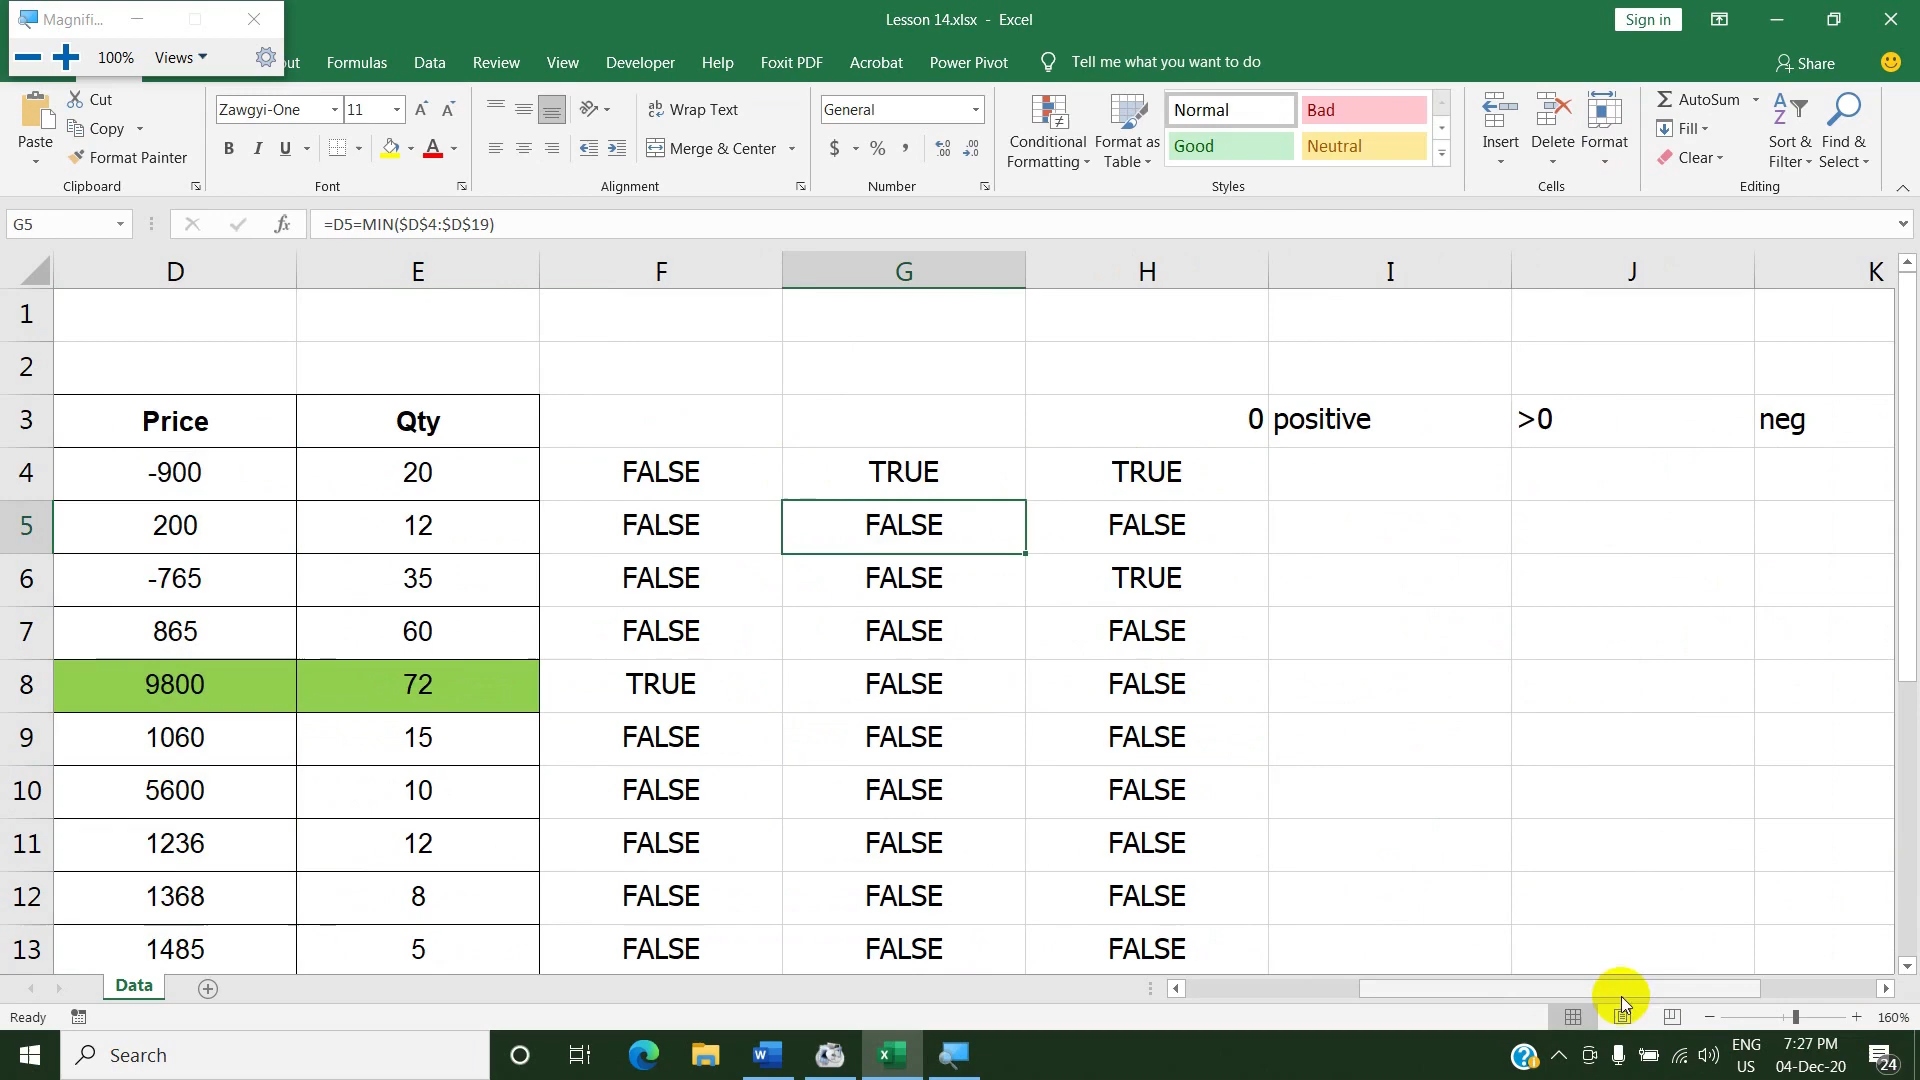 Magnifi...
Lesson 14.xlsx - Excel
Sign in
100%
Views
out
Formulas
Data
Review
View
Developer
Help
Foxit PDF
Acrobat
Power Pivot
Tell me what you want to do
Share
Paste
Cut
Copy
Format Painter
Clipboard
Zawgyi-One
11
B I U
A
Font
ab Wrap Text
Merge & Center
Alignment
General
$ % ,
Number
Conditional Formatting
Format as Table
Normal
Bad
Good
Neutral
Styles
Insert
Delete
Format
Cells
AutoSum
Fill
Clear
Sort & Filter
Find & Select
Editing
G5
fx
=D5=MIN($D$4:$D$19)
D E F G H I J K
1
2
3 Price Qty 0 positive >0 neg
4 -900 20 FALSE TRUE TRUE
5 200 12 FALSE FALSE FALSE
6 -765 35 FALSE FALSE TRUE
7 865 60 FALSE FALSE FALSE
8 9800 72 TRUE FALSE FALSE
9 1060 15 FALSE FALSE FALSE
10 5600 10 FALSE FALSE FALSE
11 1236 12 FALSE FALSE FALSE
12 1368 8 FALSE FALSE FALSE
13 1485 5 FALSE FALSE FALSE
Data
Ready
160%
Search
ENG
US
7:27 PM
04-Dec-20
24